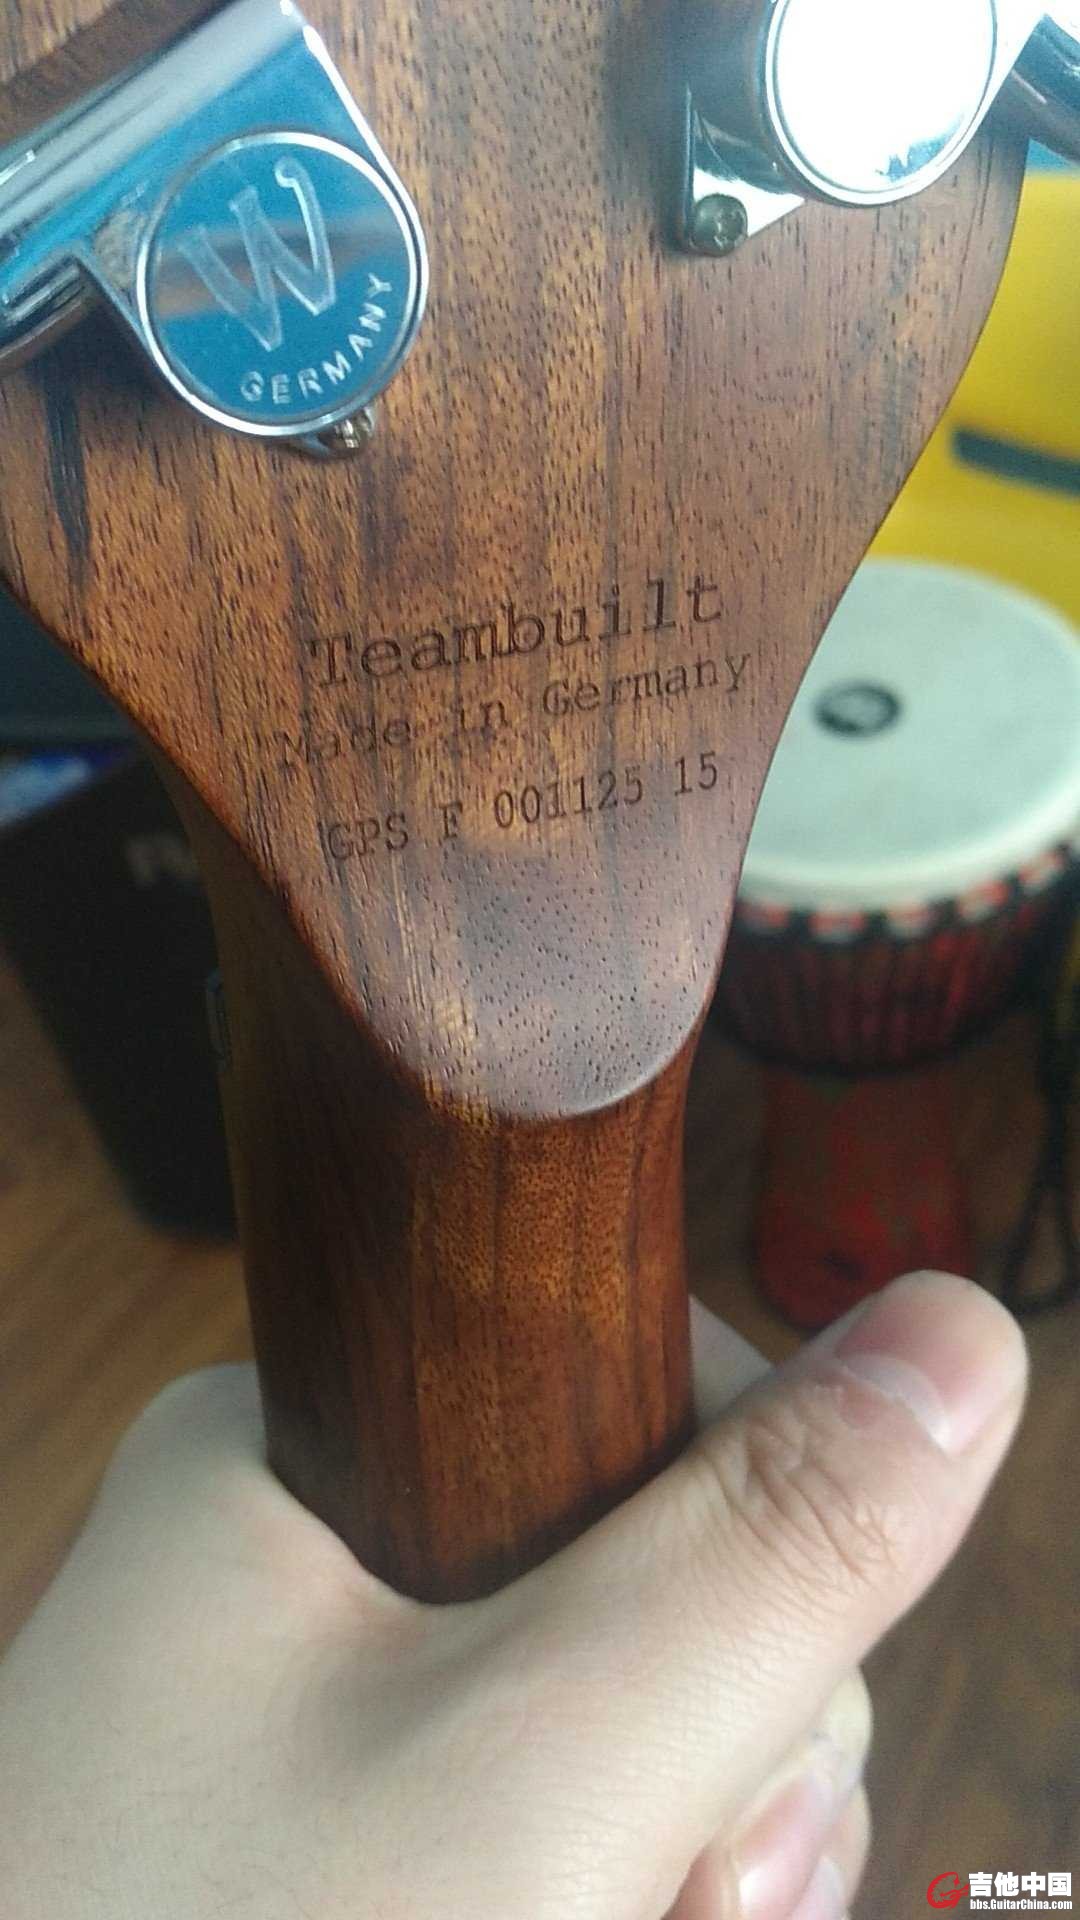 W
GERMANY
Teambuilt
Made in Germany
GPS F 001125 15
吉他中国
bbs.GuitarChina.com